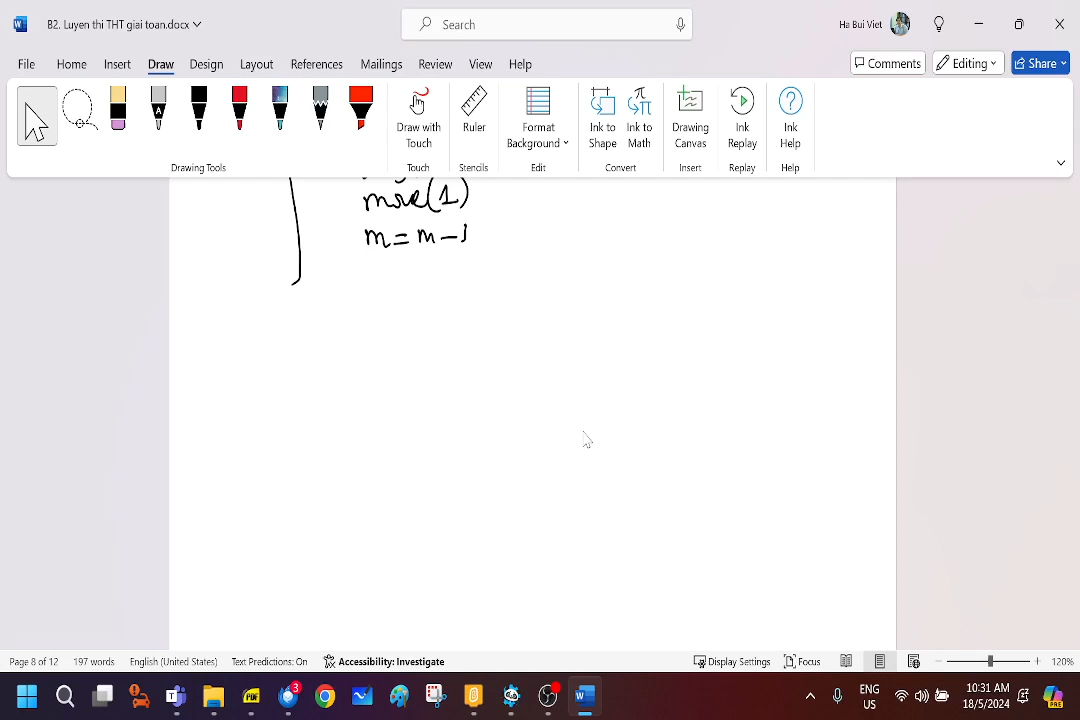 B2. Luyen thi THT giai toan.docx
Search
Ha Bui Viet
File Home Insert Draw Design Layout References Mailings Review View Help
Comments Editing Share
A
Draw with Touch
Ruler
Format Background
Ink to Shape
Ink to Math
Drawing Canvas
Ink Replay
Ink Help
Drawing Tools Touch Stencils Edit Convert Insert Replay Help
move(1)
m = m - 1
Page 8 of 12 197 words English (United States) Text Predictions: On Accessibility: Investigate Display Settings Focus 120%
3
PDF
ENG
US
10:31 AM
18/5/2024
PRE